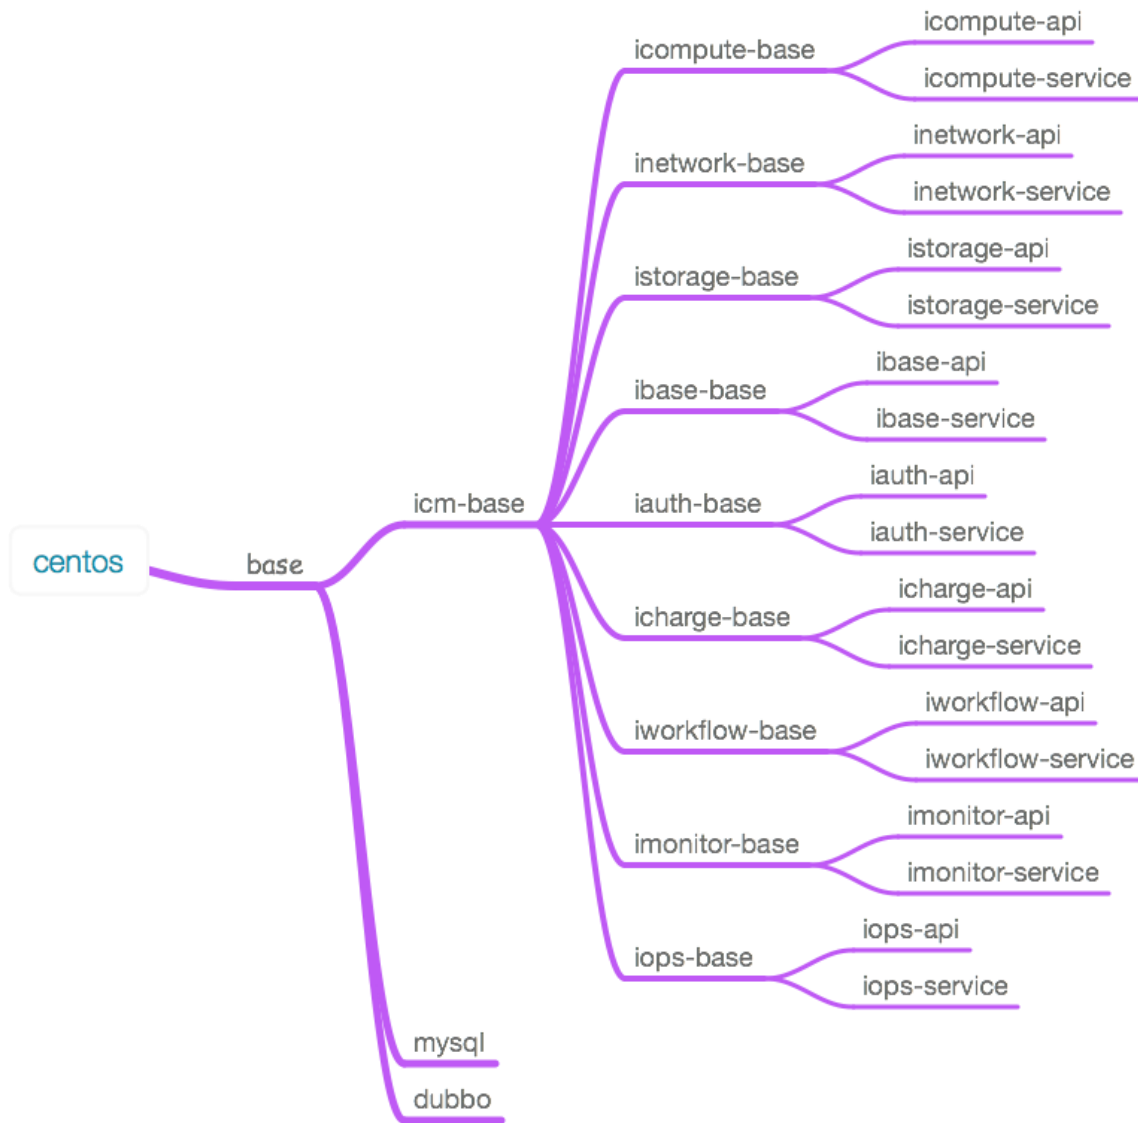 icompute-api
icompute-base
icompute-service
inetwork-api
inetwork-base
inetwork-service
istorage-api
istorage-base
istorage-service
ibase-api
ibase-base
ibase-service
iauth-api
icm-base
iauth-base
iauth-service
centos
base
icharge-api
icharge-base
icharge-service
iworkflow-api
iworkflow-base
iworkflow-service
imonitor-api
imonitor-base
imonitor-service
iops-api
iops-base
iops-service
mysql
dubbo